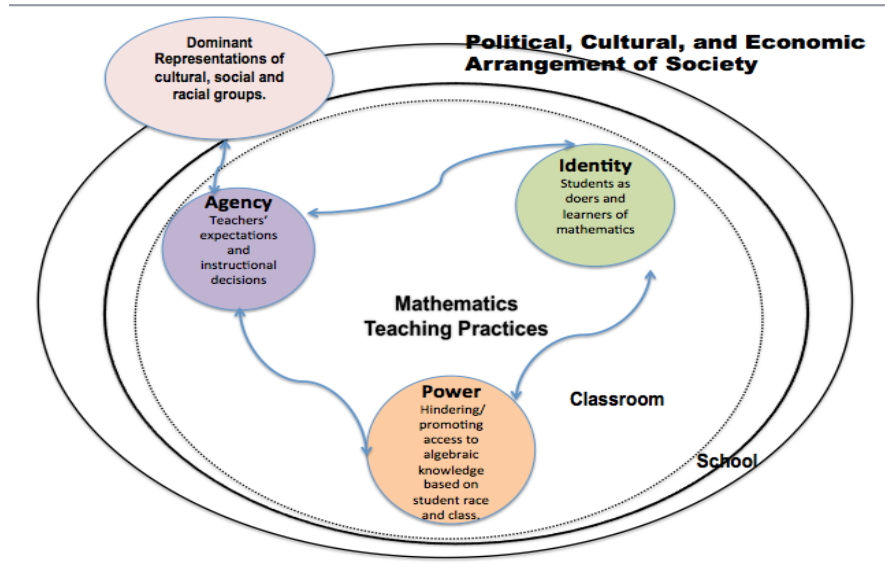 Dominant
Representations of
cultural, social and
racial groups.
Political, Cultural, and Economic
Arrangement of Society
Agency
Teachers'
expectations
and
instructional
decisions
Identity
Students as
doers and
learners of
mathematics
Mathematics
Teaching Practices
Power
Hindering/
promoting
access to
algebraic
knowledge
based on
student race
and class.
Classroom
School